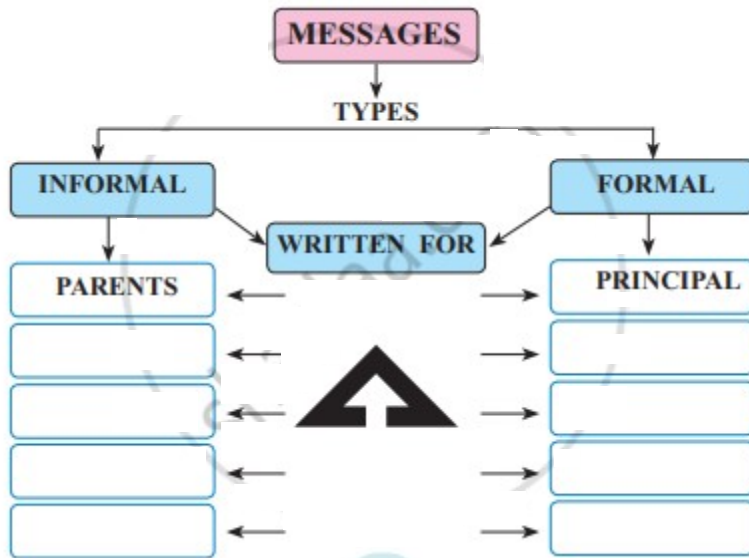 MESSAGES
TYPES
INFORMAL
FORMAL
WRITTEN FOR
PARENTS
PRINCIPAL